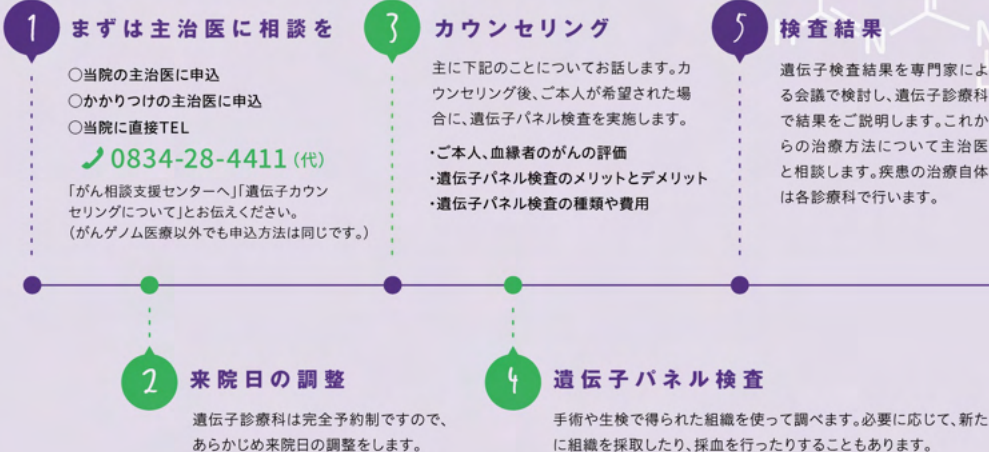 1 まずは主治医に相談を
○当院の主治医に申込
○かかりつけの主治医に申込
○当院に直接TEL
0834-28-4411(代)
「がん相談支援センターへ」「遺伝子カウン
セリングについて」とお伝えください。
(がんゲノム医療以外でも申込方法は同じです。)
2 来院日の調整
遺伝子診療科は完全予約制ですので、
あらかじめ来院日の調整をします。
3 カウンセリング
主に下記のことについてお話します。カ
ウンセリング後、ご本人が希望された場
合に、遺伝子パネル検査を実施します。
・ご本人、血縁者のがんの評価
・遺伝子パネル検査のメリットとデメリット
・遺伝子パネル検査の種類や費用
4 遺伝子パネル検査
手術や生検で得られた組織を使って調べます。必要に応じて、新た
に組織を採取したり、採血を行ったりすることもあります。
5 検査結果
遺伝子検査結果を専門家によ
る会議で検討し、遺伝子診療科
で結果をご説明します。これか
らの治療方法について主治医
と相談します。疾患の治療自体
は各診療科で行います。
H
N
N